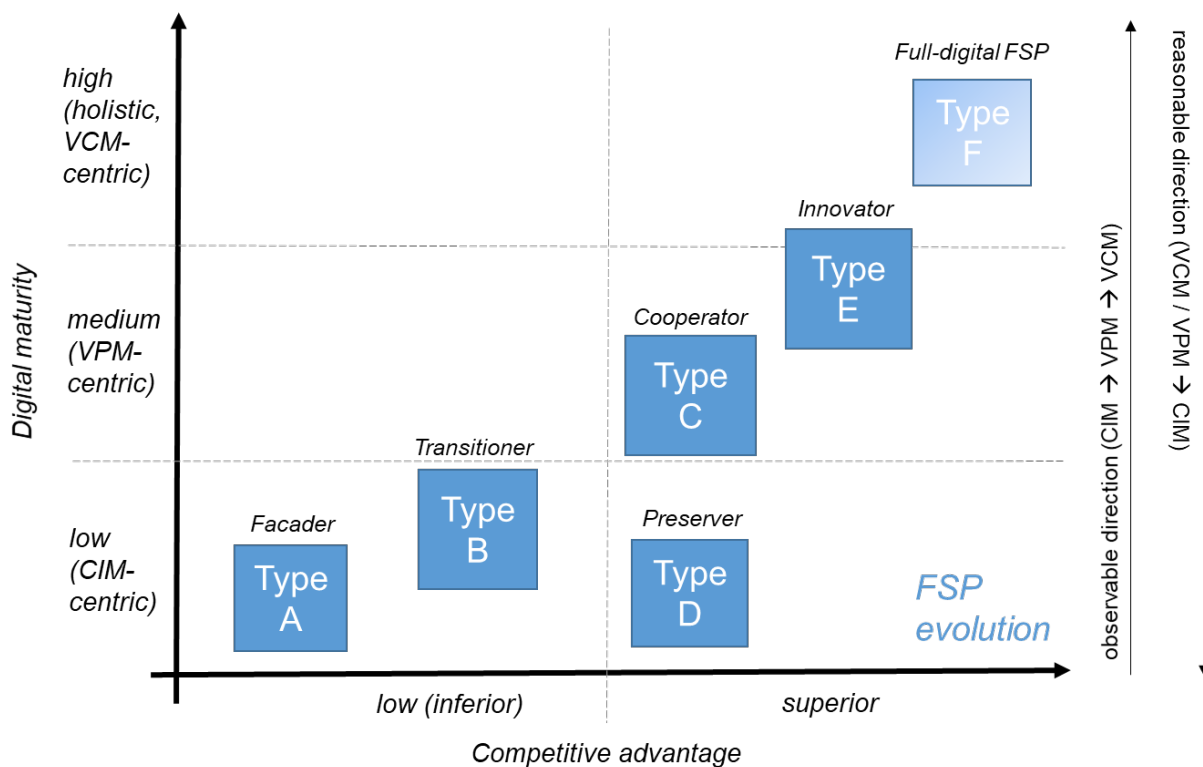 high
(holistic,
VCM-
centric)
medium
(VPM-
centric)
low
(CIM-
centric)
Digital maturity
Full-digital FSP
Type
F
Innovator
Type
E
Cooperator
Type
C
Transitioner
Type
B
Facader
Type
A
Preserver
Type
D
FSP
evolution
low (inferior)
superior
Competitive advantage
observable direction (CIM → VPM → VCM)
reasonable direction (VCM / VPM → CIM)